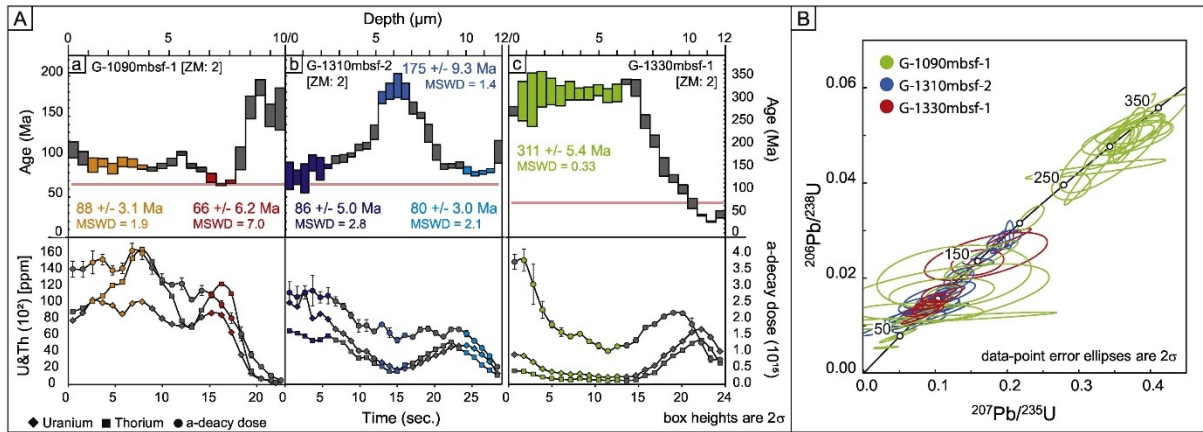 A
Depth (µm)
0 5 10/0 5 10 12/0 2 4 6 8 10 12
a G-1090mbsf-1 [ZM: 2]
b G-1310mbsf-2 [ZM: 2]
175 +/- 9.3 Ma
MSWD = 1.4
c G-1330mbsf-1 [ZM: 2]
Age (Ma)
200
150
100
50
0
88 +/- 3.1 Ma
MSWD = 1.9
66 +/- 6.2 Ma
MSWD = 7.0
86 +/- 5.0 Ma
MSWD = 2.8
80 +/- 3.0 Ma
MSWD = 2.1
311 +/- 5.4 Ma
MSWD = 0.33
Age (Ma)
350
300
250
200
150
100
50
0
U&Th (10²) [ppm]
160
140
120
100
80
60
40
20
0
a-decay dose (10¹⁵)
4.0
3.5
3.0
2.5
2.0
1.5
1.0
0.5
0.0
0 5 10 15 20 0 5 10 15 20 25 0 5 10 15 20 24
Time (sec.)
box heights are 2σ
◆ Uranium ■ Thorium ● a-deacy dose
B
G-1090mbsf-1
G-1310mbsf-2
G-1330mbsf-1
²⁰⁶Pb/²³⁸U
0.06
0.04
0.02
0.00
350
250
150
50
data-point error ellipses are 2σ
0.0 0.1 0.2 0.3 0.4
²⁰⁷Pb/²³⁵U